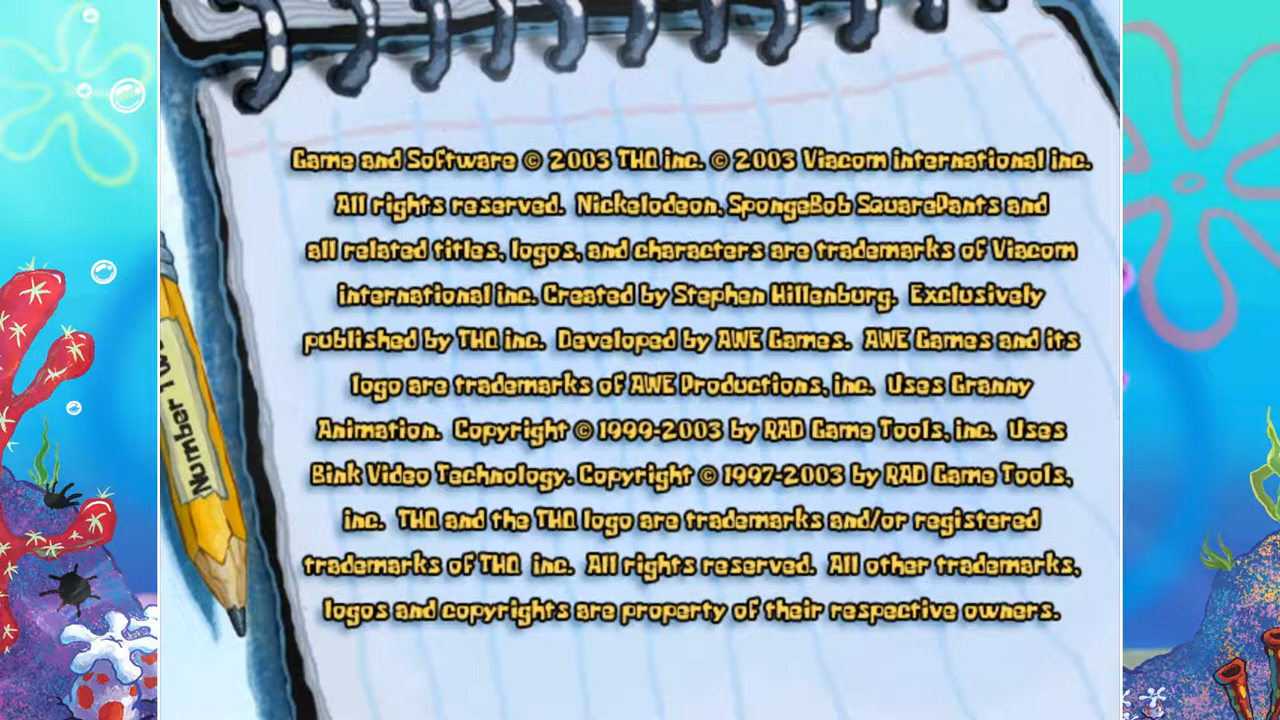 Game and Software © 2003 THQ inc. © 2003 Viacom international inc.
All rights reserved. Nickelodeon, SpongeBob SquarePants and
all related titles, logos, and characters are trademarks of Viacom
international inc. Created by Stephen Hillenburg. Exclusively
published by THQ inc. Developed by AWE Games. AWE Games and its
logo are trademarks of AWE Productions, inc. Uses Granny
Animation. Copyright © 1999-2003 by RAD Game Tools, inc. Uses
Bink Video Technology. Copyright © 1997-2003 by RAD Game Tools,
inc. THQ and the THQ logo are trademarks and/or registered
trademarks of THQ inc. All rights reserved. All other trademarks,
logos and copyrights are property of their respective owners.
Number 1